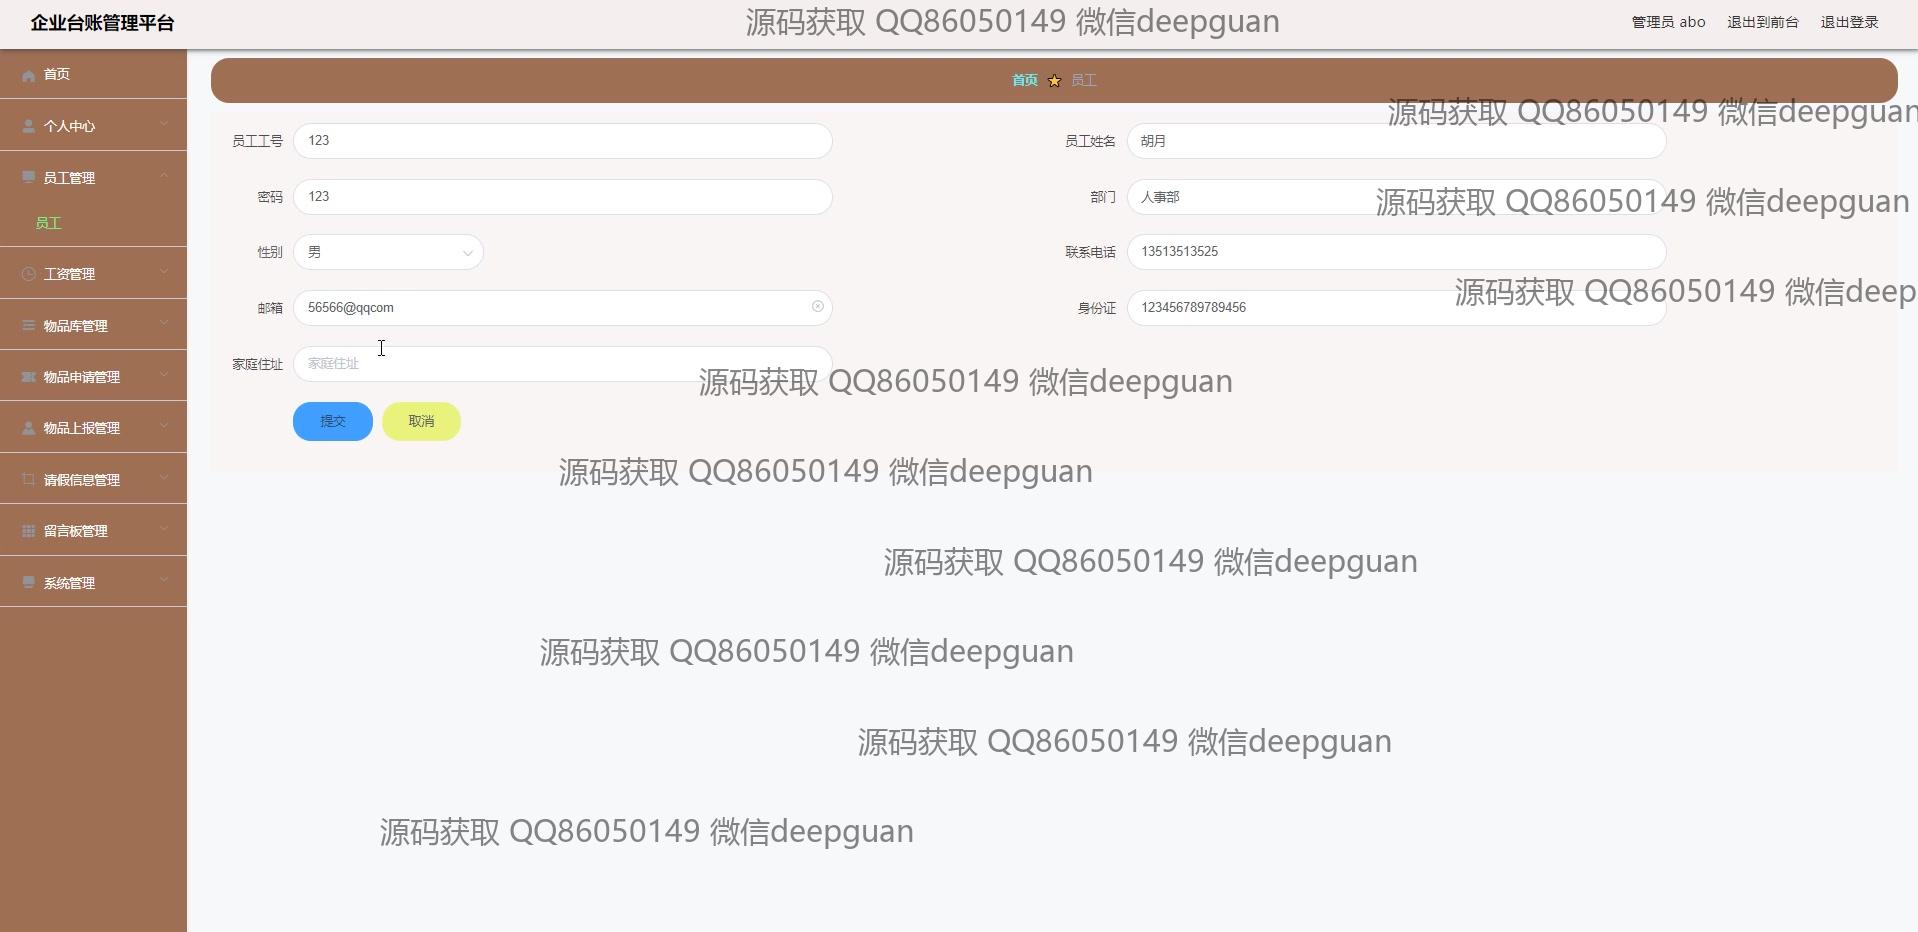 企业台账管理平台
源码获取 QQ86050149 微信deepguan
管理员 abo 退出到前台 退出登录
首页
个人中心
员工管理
员工
工资管理
物品库管理
物品申请管理
物品上报管理
请假信息管理
留言板管理
系统管理
首页 员工
源码获取 QQ86050149 微信deepguan
员工工号 123
员工姓名 胡月
密码 123
部门 人事部
源码获取 QQ86050149 微信deepguan
性别 男
联系电话 13513513525
邮箱 56566@qqcom
身份证 123456789789456
源码获取 QQ86050149 微信deep
家庭住址 家庭住址
源码获取 QQ86050149 微信deepguan
提交 取消
源码获取 QQ86050149 微信deepguan
源码获取 QQ86050149 微信deepguan
源码获取 QQ86050149 微信deepguan
源码获取 QQ86050149 微信deepguan
源码获取 QQ86050149 微信deepguan